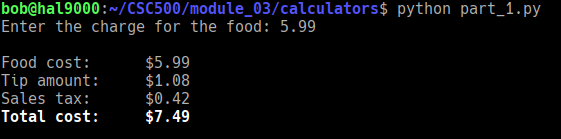 bob@hal9000:~/CSC500/module_03/calculators$ python part_1.py
Enter the charge for the food: 5.99
Food cost: $5.99
Tip amount: $1.08
Sales tax: $0.42
Total cost: $7.49